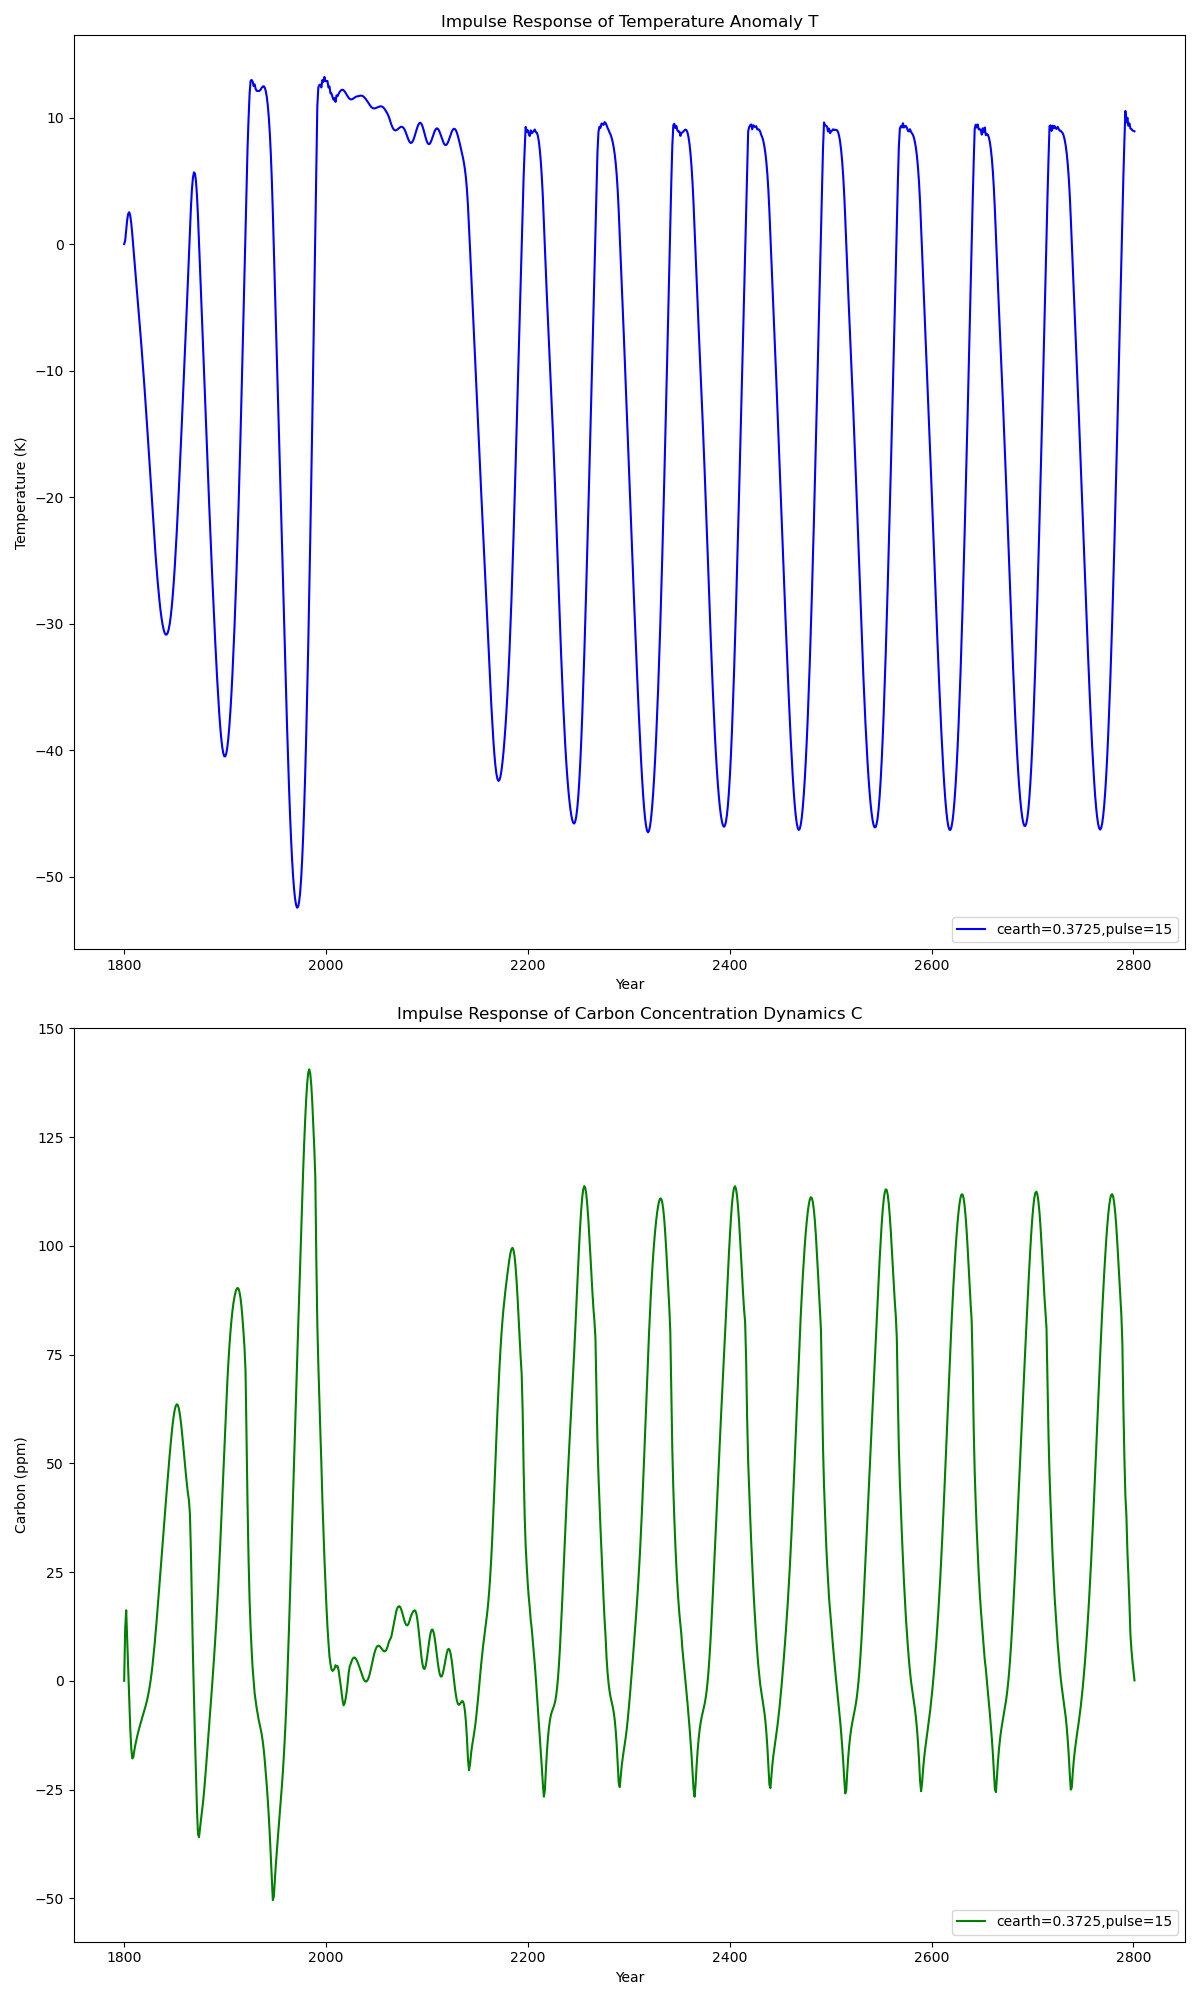 Impulse Response of Temperature Anomaly T
10
0
−10
−20
−30
−40
−50
Temperature (K)
cearth=0.3725,pulse=15
1800 2000 2200 2400 2600 2800
Year
Impulse Response of Carbon Concentration Dynamics C
150
125
100
75
50
25
0
−25
−50
Carbon (ppm)
cearth=0.3725,pulse=15
1800 2000 2200 2400 2600 2800
Year